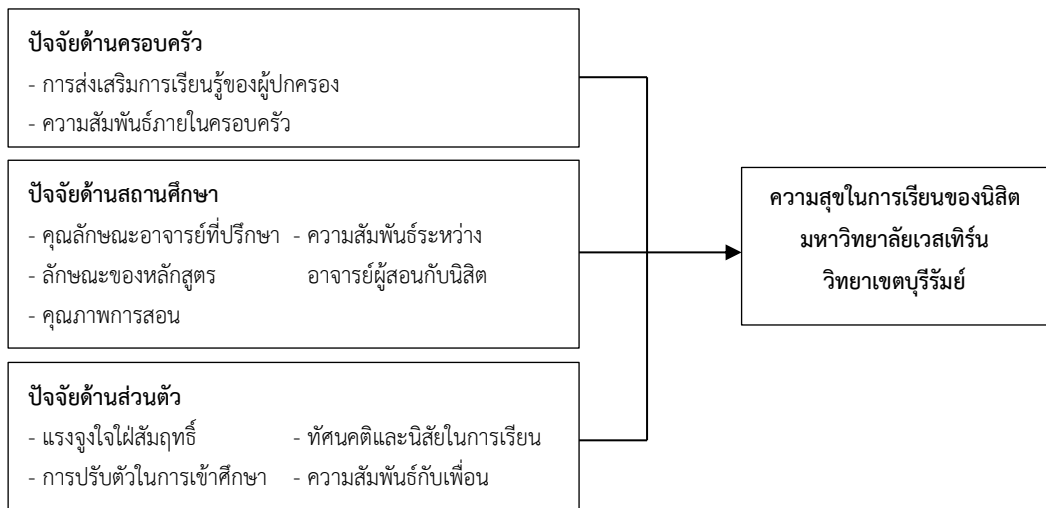 ปัจจัยด้านครอบครัว
- การส่งเสริมการเรียนรู้ของผู้ปกครอง
- ความสัมพันธ์ภายในครอบครัว
ปัจจัยด้านสถานศึกษา
- คุณลักษณะอาจารย์ที่ปรึกษา - ความสัมพันธ์ระหว่าง
- ลักษณะของหลักสูตร อาจารย์ผู้สอนกับนิสิต
- คุณภาพการสอน
ความสุขในการเรียนของนิสิต
มหาวิทยาลัยเวสเทิร์น
วิทยาเขตบุรีรัมย์
ปัจจัยด้านส่วนตัว
- แรงจูงใจใฝ่สัมฤทธิ์ - ทัศนคติและนิสัยในการเรียน
- การปรับตัวในการเข้าศึกษา - ความสัมพันธ์กับเพื่อน